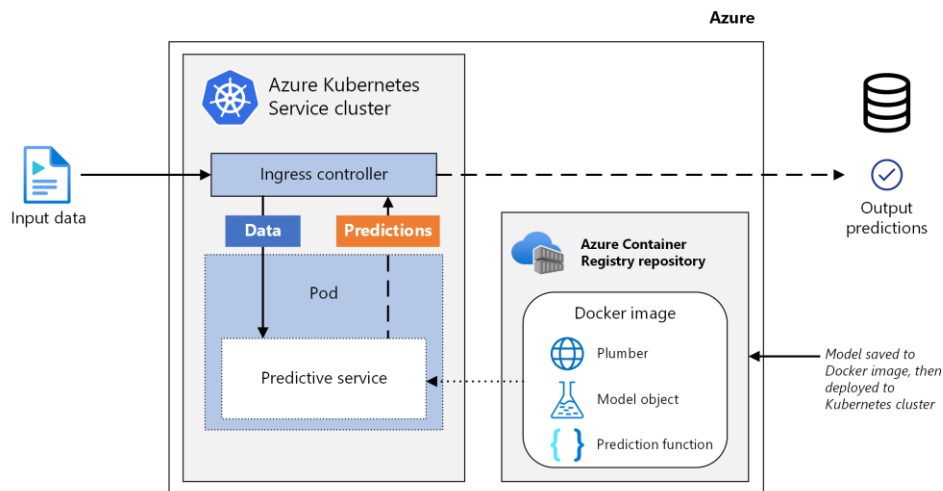 Azure
Azure Kubernetes
Service cluster
Ingress controller
Input data
Data
Predictions
Output
predictions
Pod
Predictive service
Azure Container
Registry repository
Docker image
Plumber
Model object
Prediction function
Model saved to
Docker image, then
deployed to
Kubernetes cluster